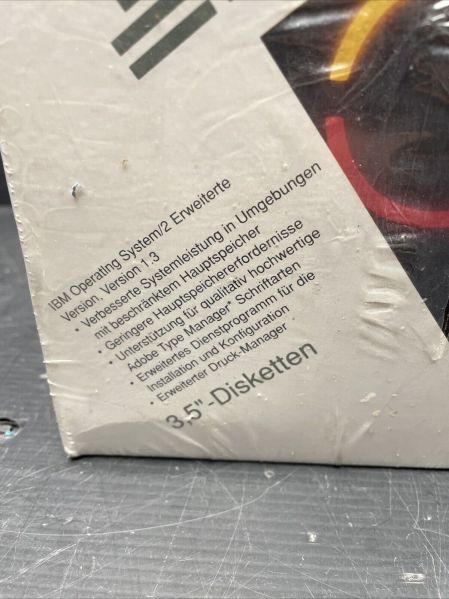 IBM Operating System/2 Erweiterte
Version, Version 1.3
• Verbesserte Systemleistung in Umgebungen
mit beschränktem Hauptspeicher
• Geringere Hauptspeichererfordernisse
• Unterstützung für qualitativ hochwertige
Adobe Type Manager* Schriftarten
• Erweitertes Dienstprogramm für die
Installation und Konfiguration
• Erweiterter Druck-Manager
3,5"-Disketten